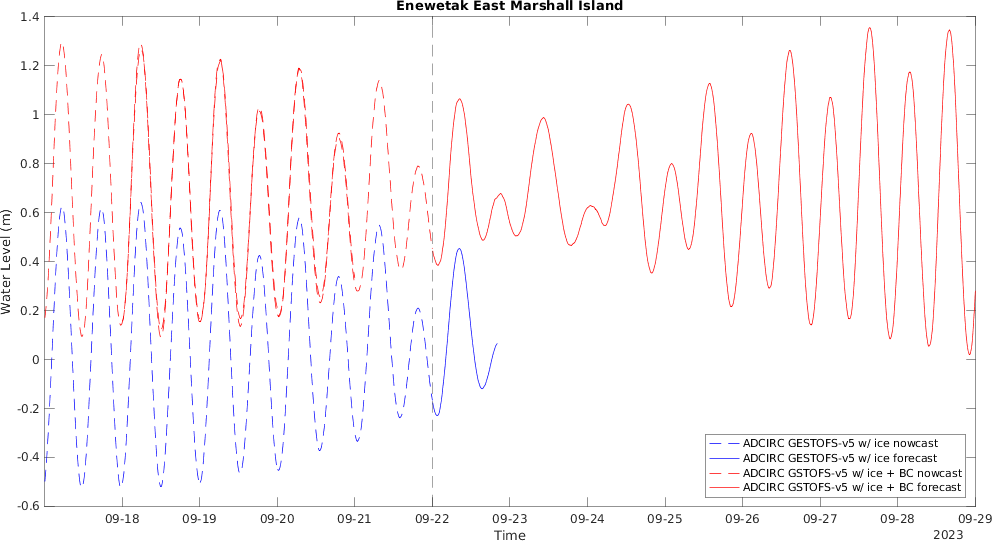 Enewetak East Marshall Island
1.4
1.2
1
0.8
0.6
0.4
0.2
0
-0.2
-0.4
-0.6
Water Level (m)
ADCIRC GESTOFS-v5 w/ ice nowcast
ADCIRC GESTOFS-v5 w/ ice forecast
ADCIRC GSTOFS-v5 w/ ice + BC nowcast
ADCIRC GSTOFS-v5 w/ ice + BC forecast
09-18 09-19 09-20 09-21 09-22 09-23 09-24 09-25 09-26 09-27 09-28 09-29
Time
2023